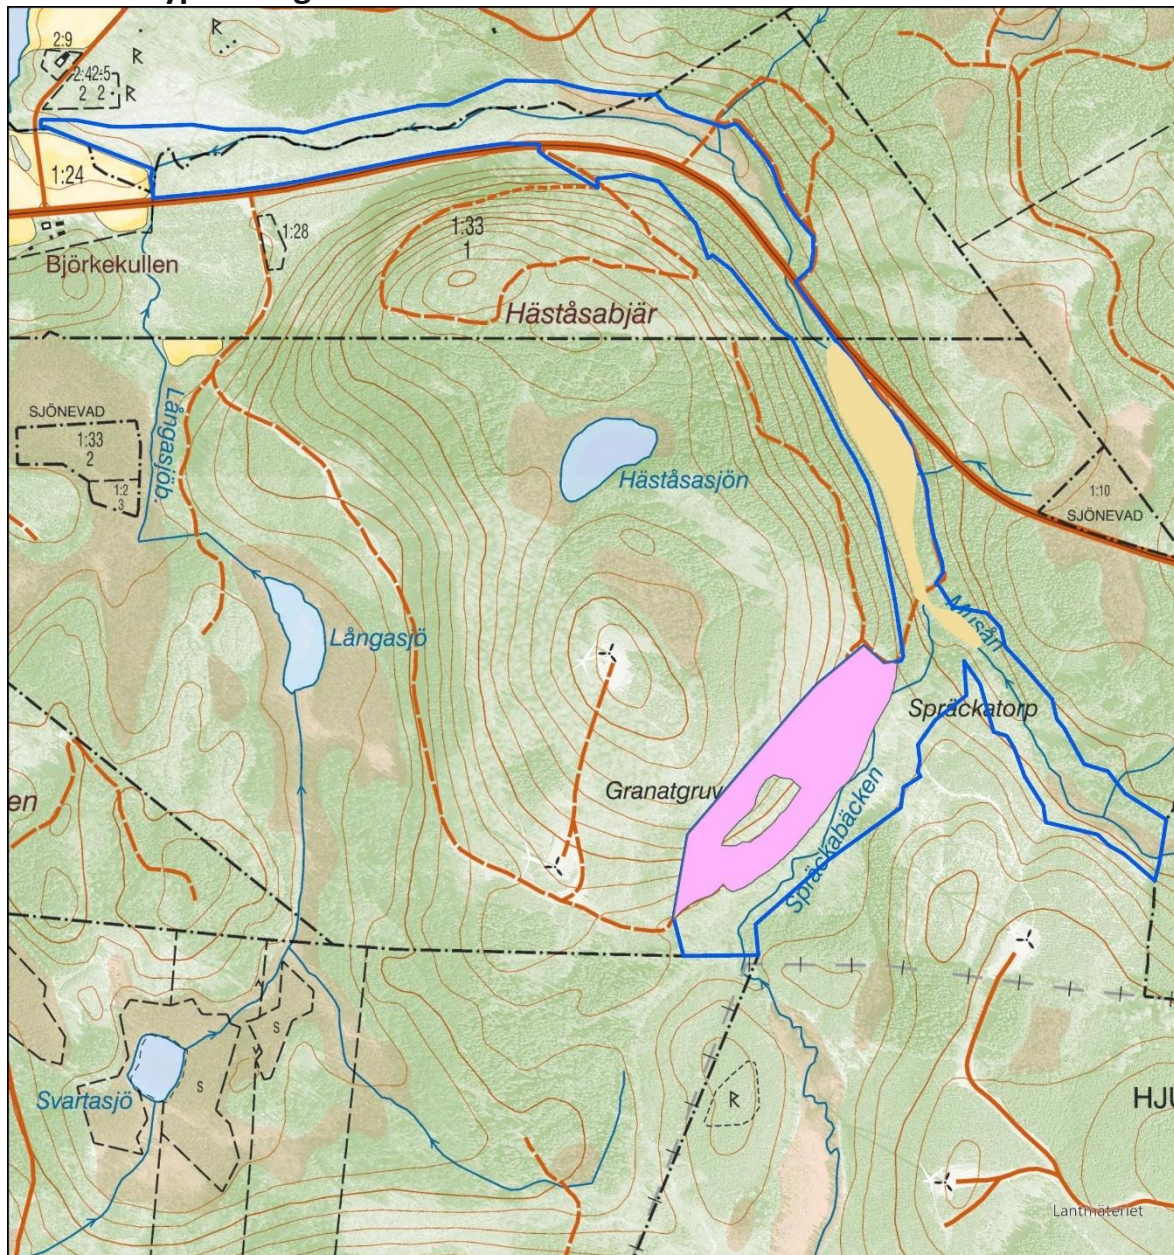 2:9
R
R
2:42:5
2 2
R
1:24
1:33
1
1:28
Björkekullen
Häståsabjär
Långasjöb.
SJÖNEVAD
1:33
2
1:2
3
Häståsasjön
1:10
SJÖNEVAD
Musån
Långasjö
Spräckatorp
Granatgruv
Spräckabäcken
en
S
S
Svartasjö
R
HJU
Lantmäteriet